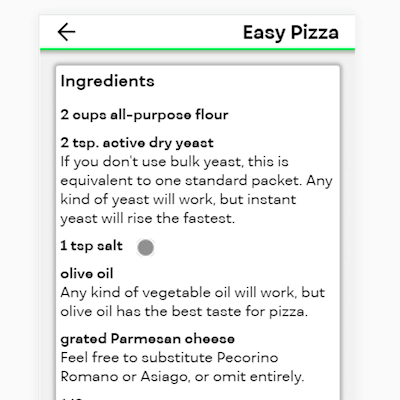 Easy Pizza
Ingredients
2 cups all-purpose flour
2 tsp. active dry yeast
If you don't use bulk yeast, this is
equivalent to one standard packet. Any
kind of yeast will work, but instant
yeast will rise the fastest.
1 tsp salt
olive oil
Any kind of vegetable oil will work, but
olive oil has the best taste for pizza.
grated Parmesan cheese
Feel free to substitute Pecorino
Romano or Asiago, or omit entirely.